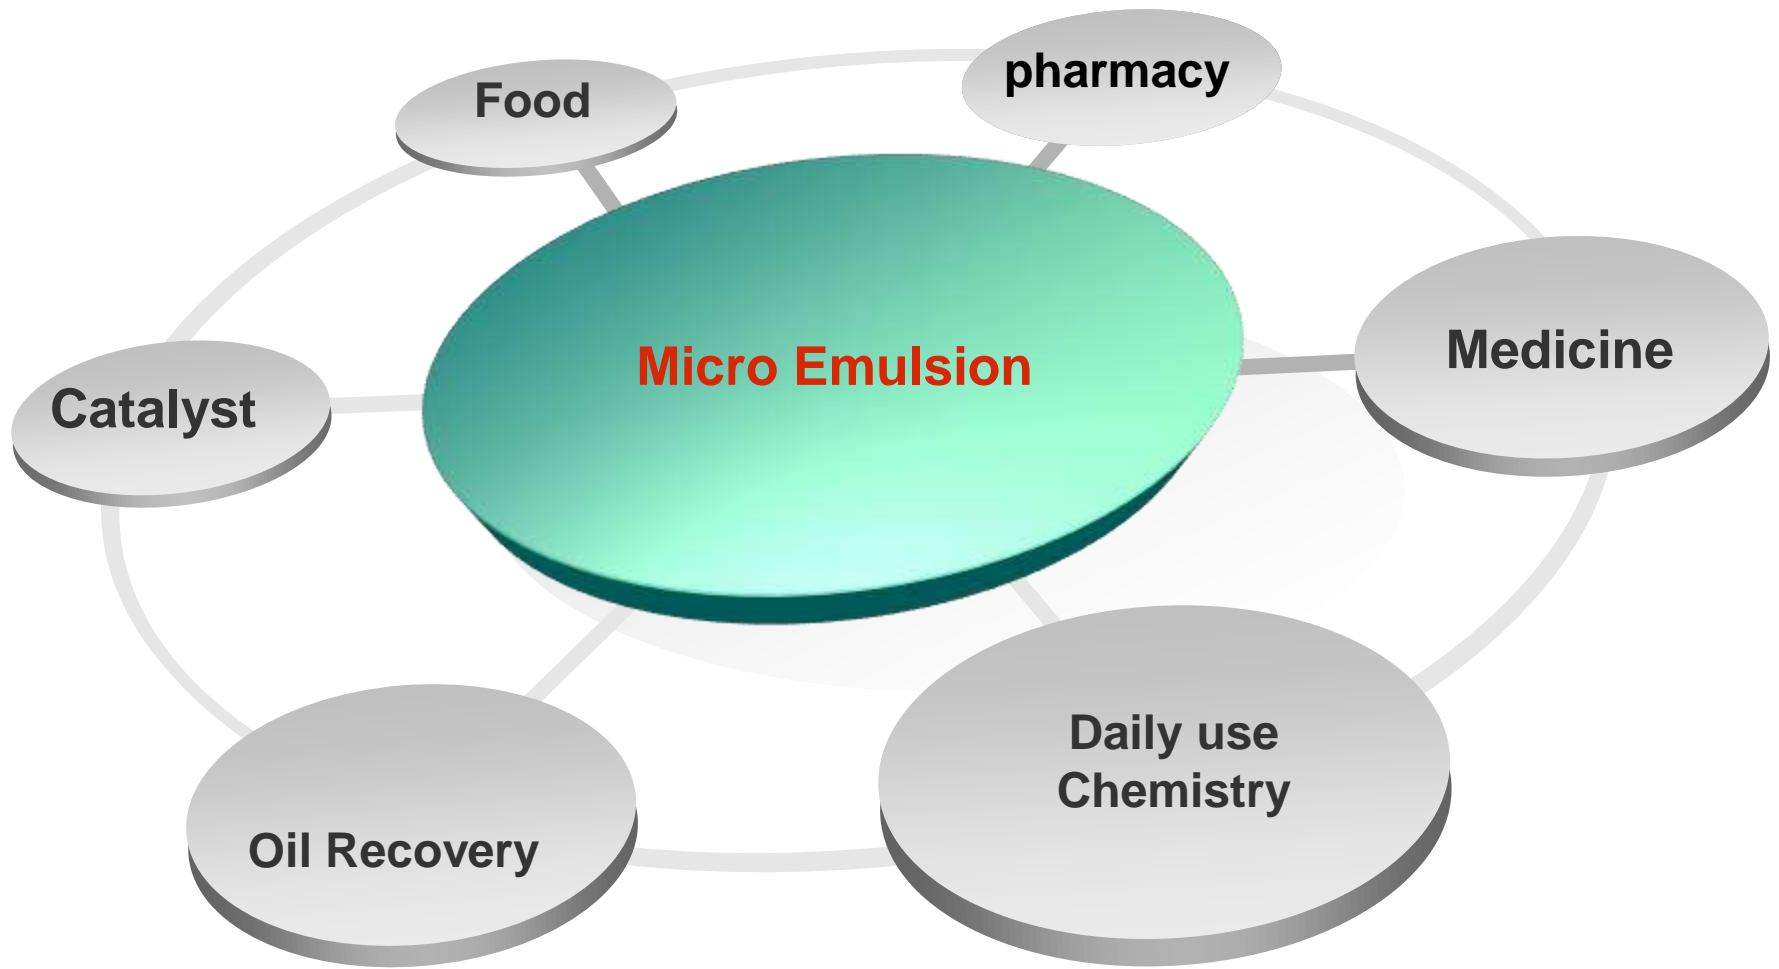 pharmacy
Food
Medicine
Micro Emulsion
Catalyst
Daily use
Chemistry
Oil Recovery